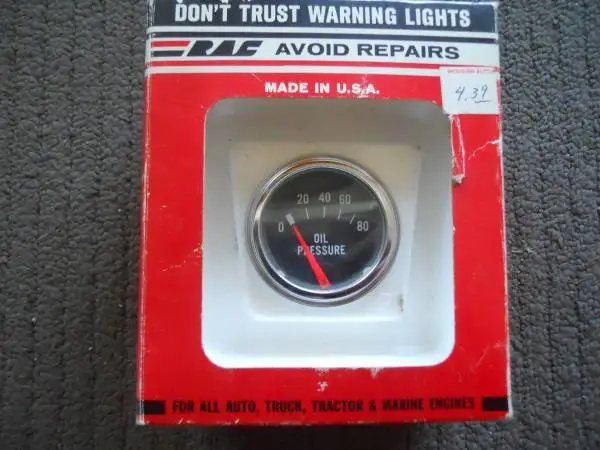 DON'T TRUST WARNING LIGHTS
RAC AVOID REPAIRS
MADE IN U.S.A.
4.39
20 40 60
0 80
OIL
PRESSURE
FOR ALL AUTO, TRUCK, TRACTOR & MARINE ENGINES